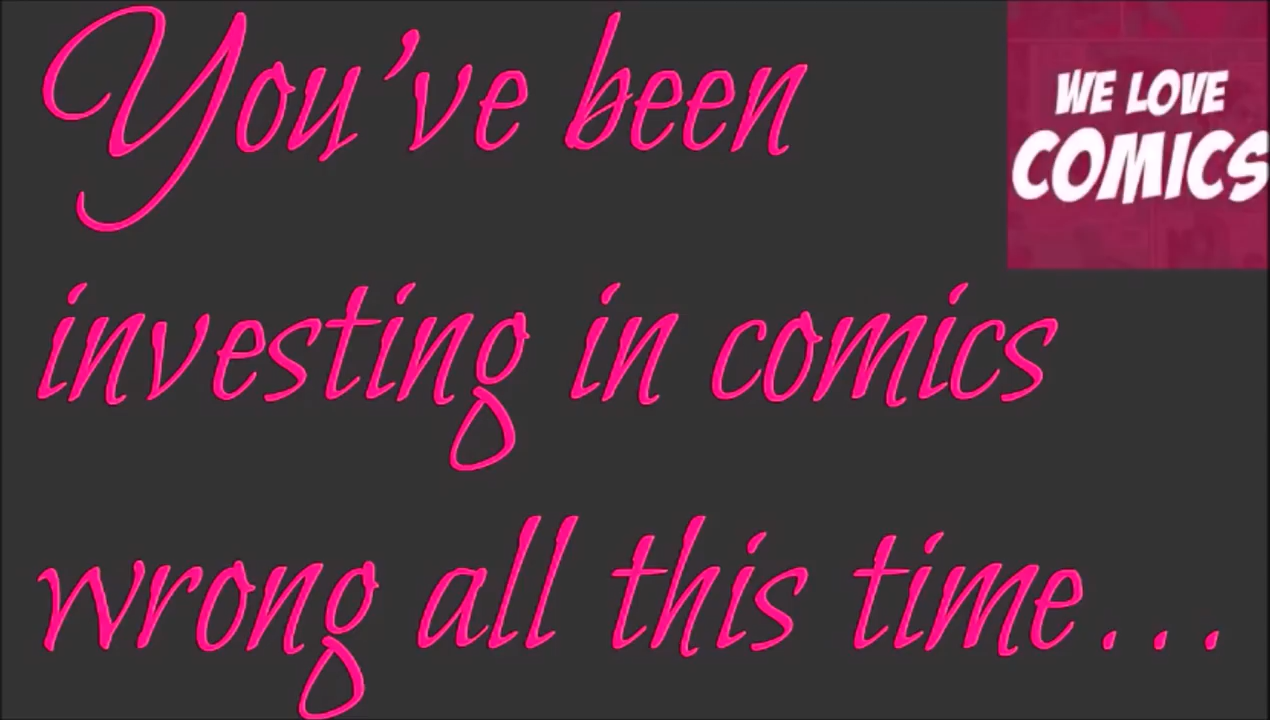 You've been
WE LOVE
COMICS
investing in comics
wrong all this time...